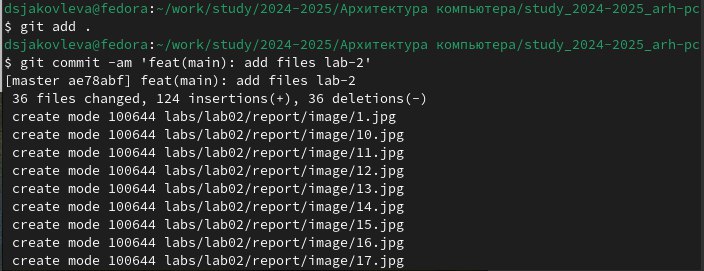 dsjakovleva@fedora:~/work/study/2024-2025/Архитектура компьютера/study_2024-2025_arh-pc
$ git add .
dsjakovleva@fedora:~/work/study/2024-2025/Архитектура компьютера/study_2024-2025_arh-pc
$ git commit -am 'feat(main): add files lab-2'
[master ae78abf] feat(main): add files lab-2
 36 files changed, 124 insertions(+), 36 deletions(-)
 create mode 100644 labs/lab02/report/image/1.jpg
 create mode 100644 labs/lab02/report/image/10.jpg
 create mode 100644 labs/lab02/report/image/11.jpg
 create mode 100644 labs/lab02/report/image/12.jpg
 create mode 100644 labs/lab02/report/image/13.jpg
 create mode 100644 labs/lab02/report/image/14.jpg
 create mode 100644 labs/lab02/report/image/15.jpg
 create mode 100644 labs/lab02/report/image/16.jpg
 create mode 100644 labs/lab02/report/image/17.jpg